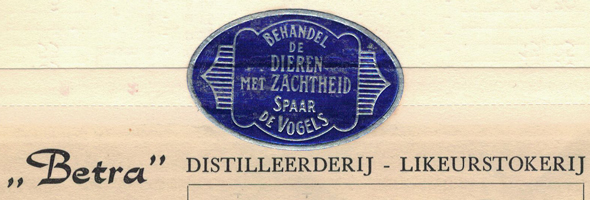 BEHANDEL
DE
DIEREN
MET ZACHTHEID
SPAAR
DE VOGELS
„Betra” DISTILLEERDERIJ - LIKEURSTOKERIJ